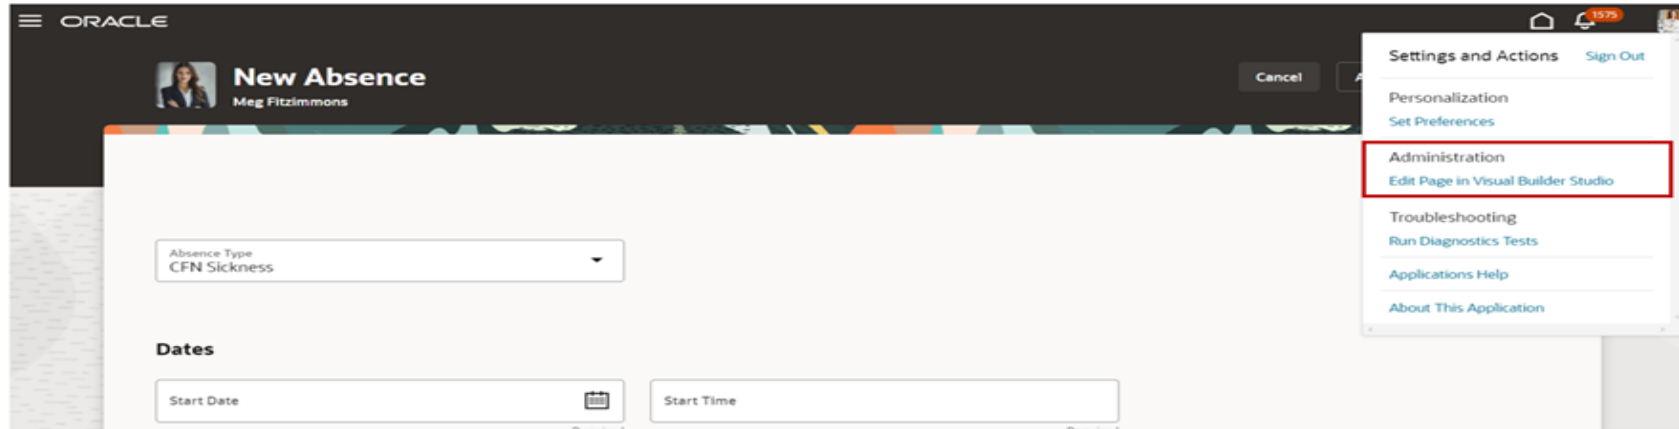 ORACLE
1575
New Absence
Meg Fitzimmons
Cancel
A
Settings and Actions Sign Out
Personalization
Set Preferences
Administration
Edit Page in Visual Builder Studio
Troubleshooting
Run Diagnostics Tests
Applications Help
About This Application
Absence Type
CFN Sickness
Dates
Start Date
Start Time